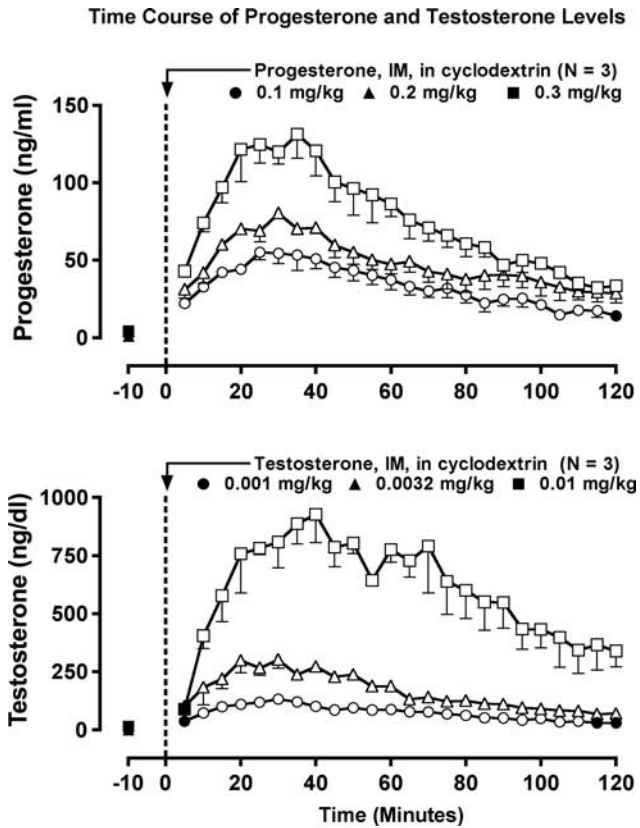 Time Course of Progesterone and Testosterone Levels
Progesterone, IM, in cyclodextrin (N = 3)
0.1 mg/kg 0.2 mg/kg 0.3 mg/kg
Progesterone (ng/ml)
150
100
50
0
-10 0 20 40 60 80 100 120
Testosterone, IM, in cyclodextrin (N = 3)
0.001 mg/kg 0.0032 mg/kg 0.01 mg/kg
Testosterone (ng/dl)
1000
750
500
250
0
-10 0 20 40 60 80 100 120
Time (Minutes)